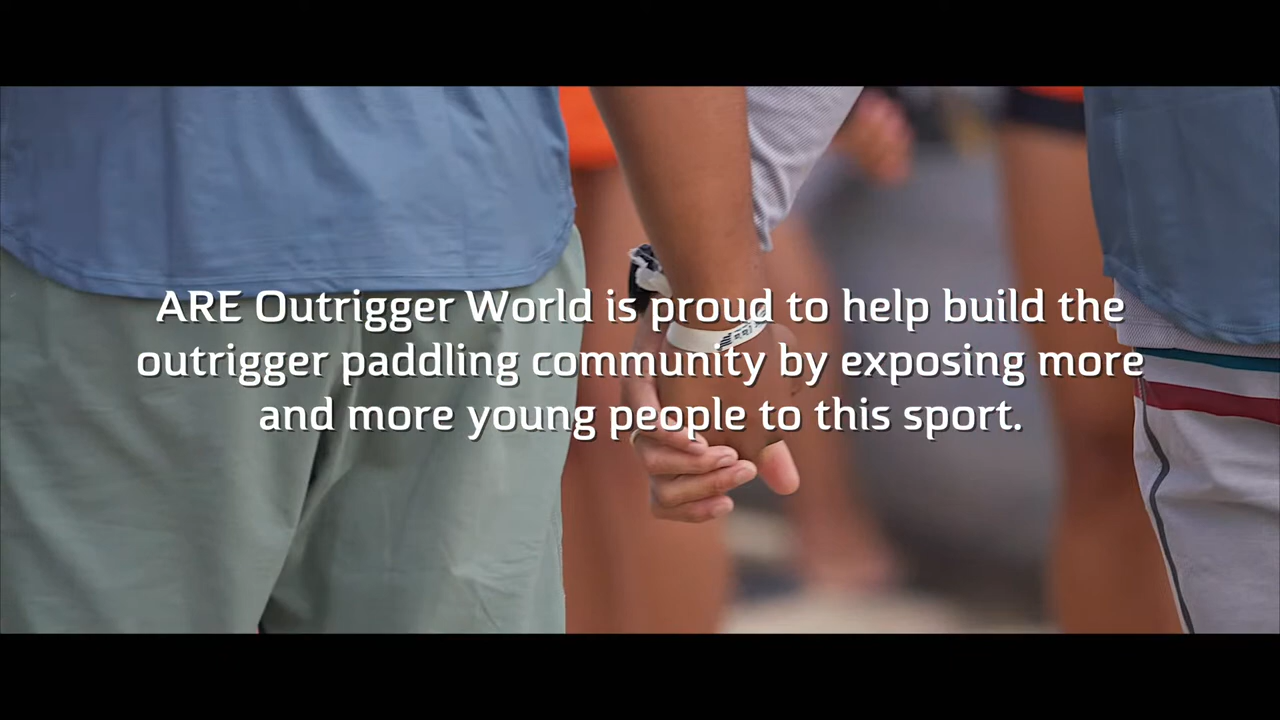 ARE Outrigger World is proud to help build the
outrigger paddling community by exposing more
and more young people to this sport.